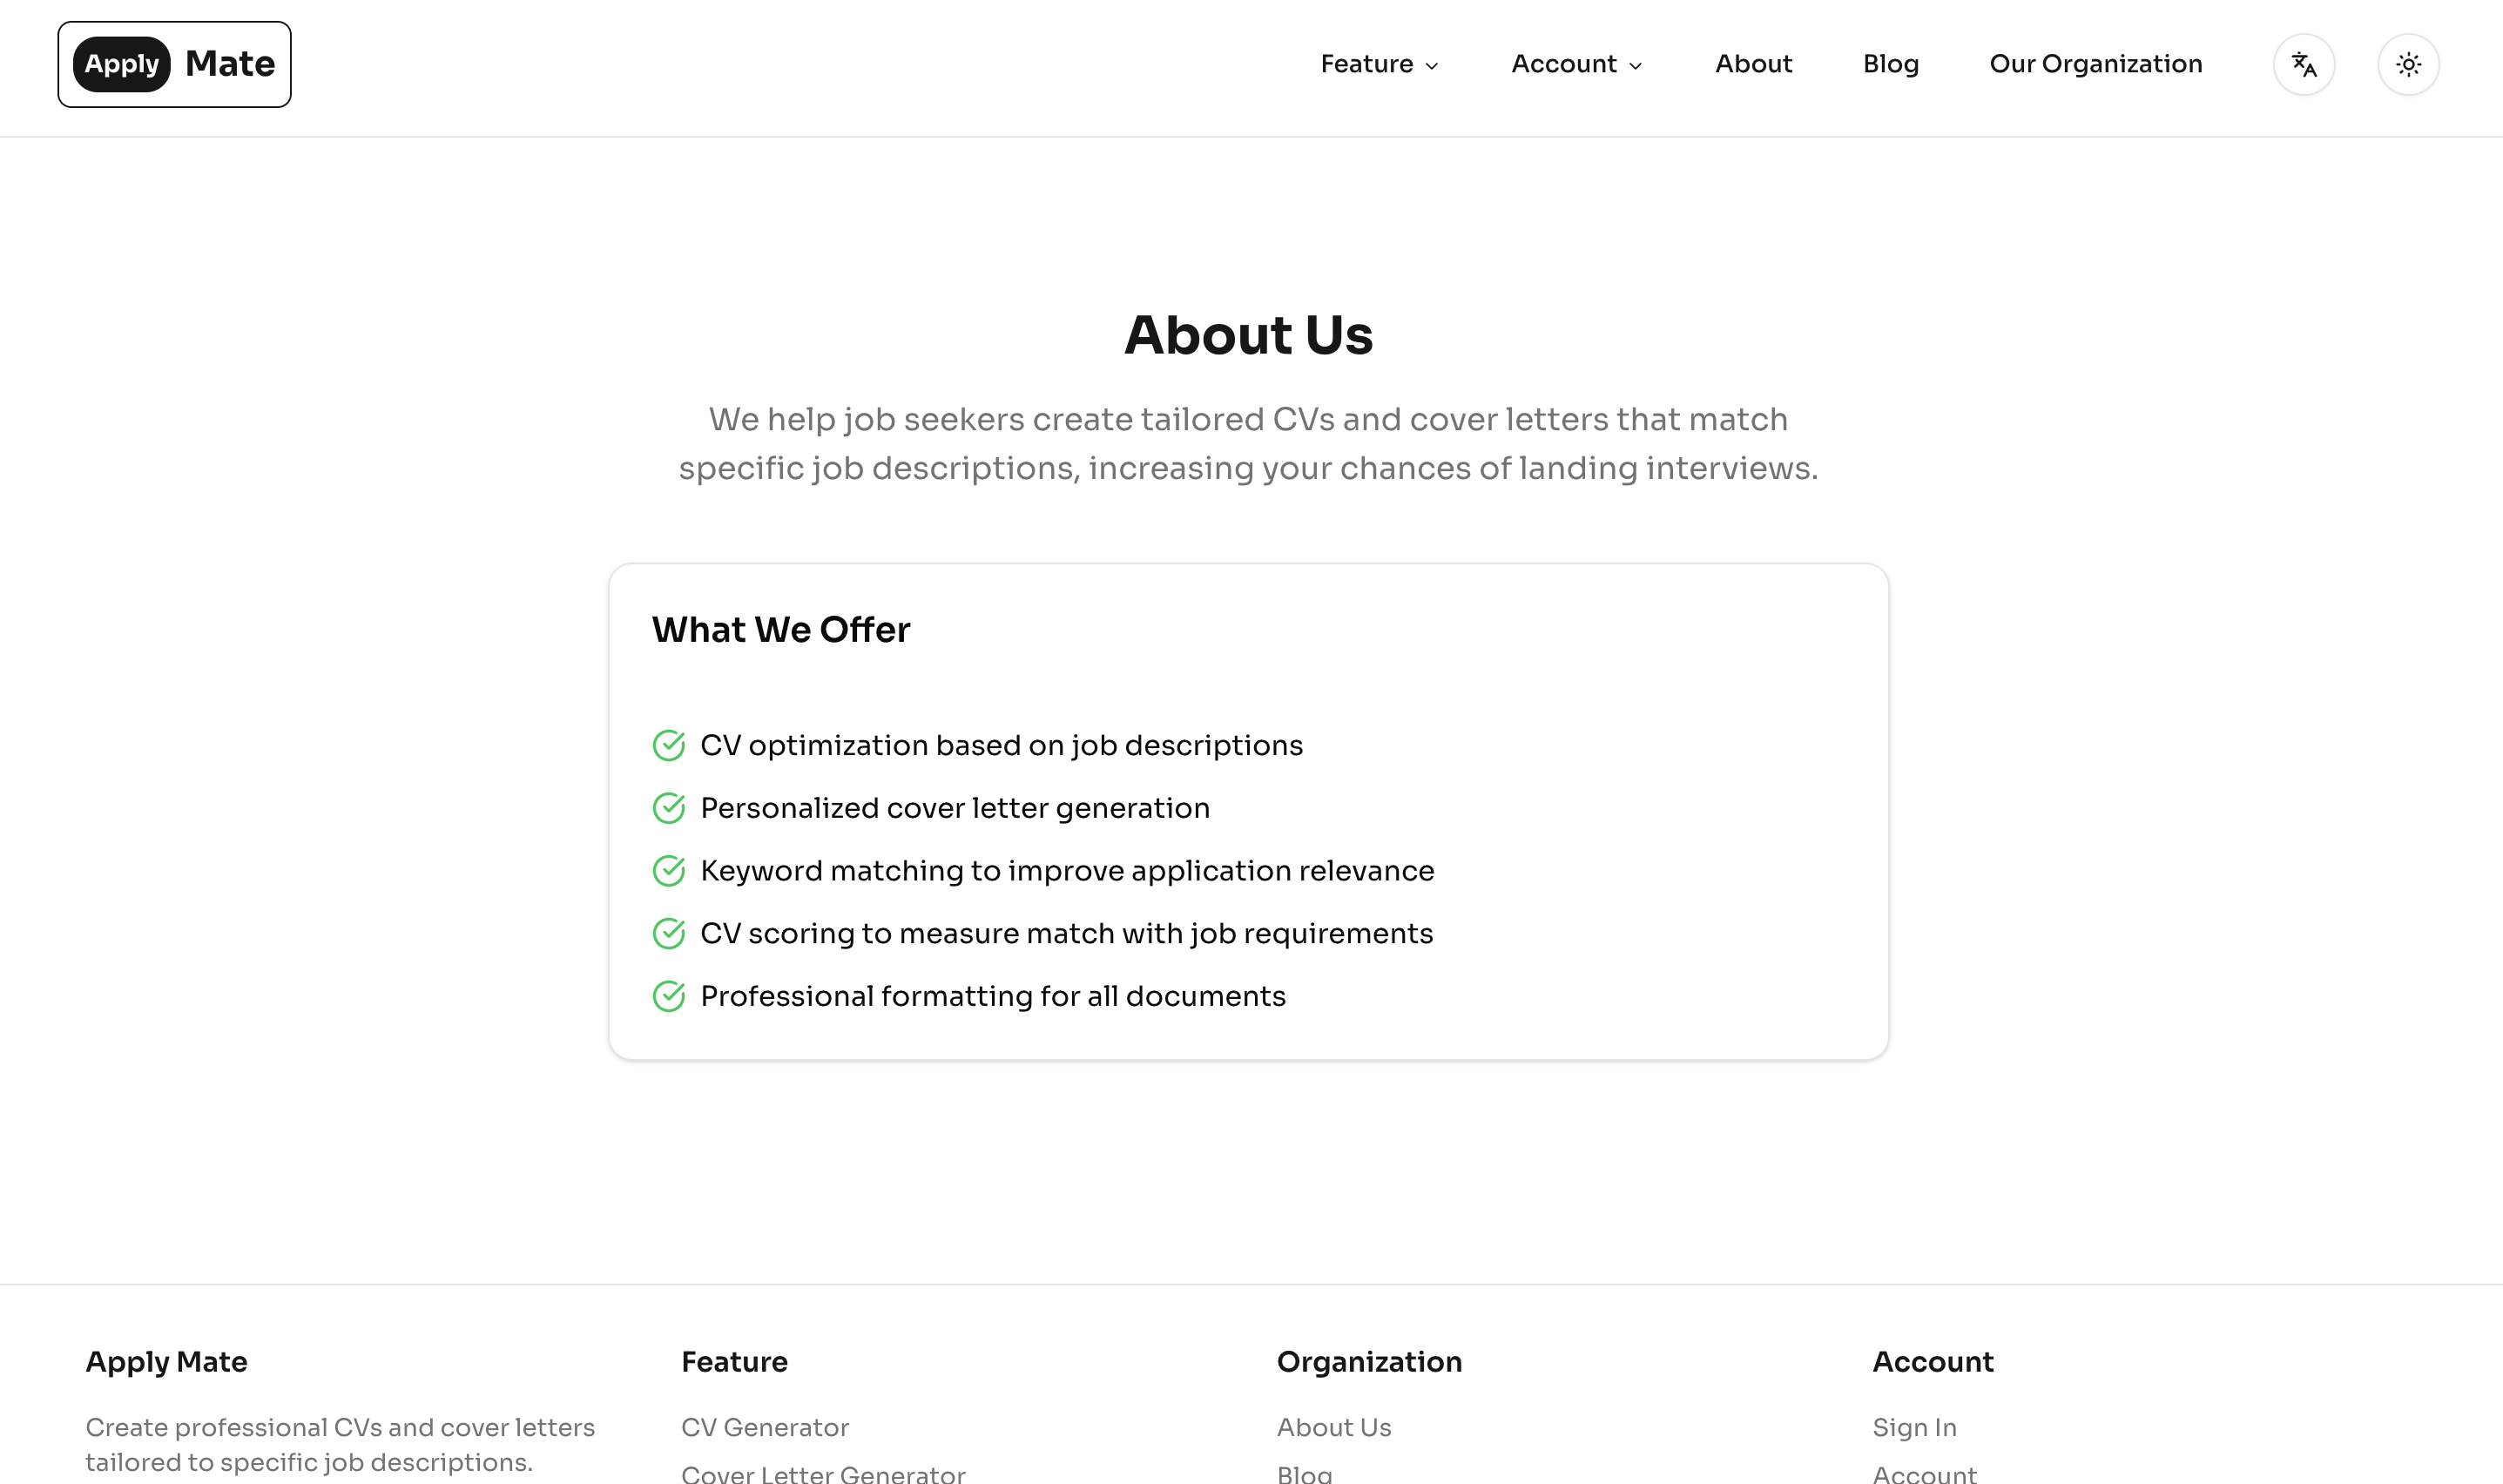 Apply Mate
Feature
Account
About
Blog
Our Organization
About Us
We help job seekers create tailored CVs and cover letters that match
specific job descriptions, increasing your chances of landing interviews.
What We Offer
CV optimization based on job descriptions
Personalized cover letter generation
Keyword matching to improve application relevance
CV scoring to measure match with job requirements
Professional formatting for all documents
Apply Mate
Create professional CVs and cover letters
tailored to specific job descriptions.
Feature
CV Generator
Cover Letter Generator
Organization
About Us
Blog
Account
Sign In
Account